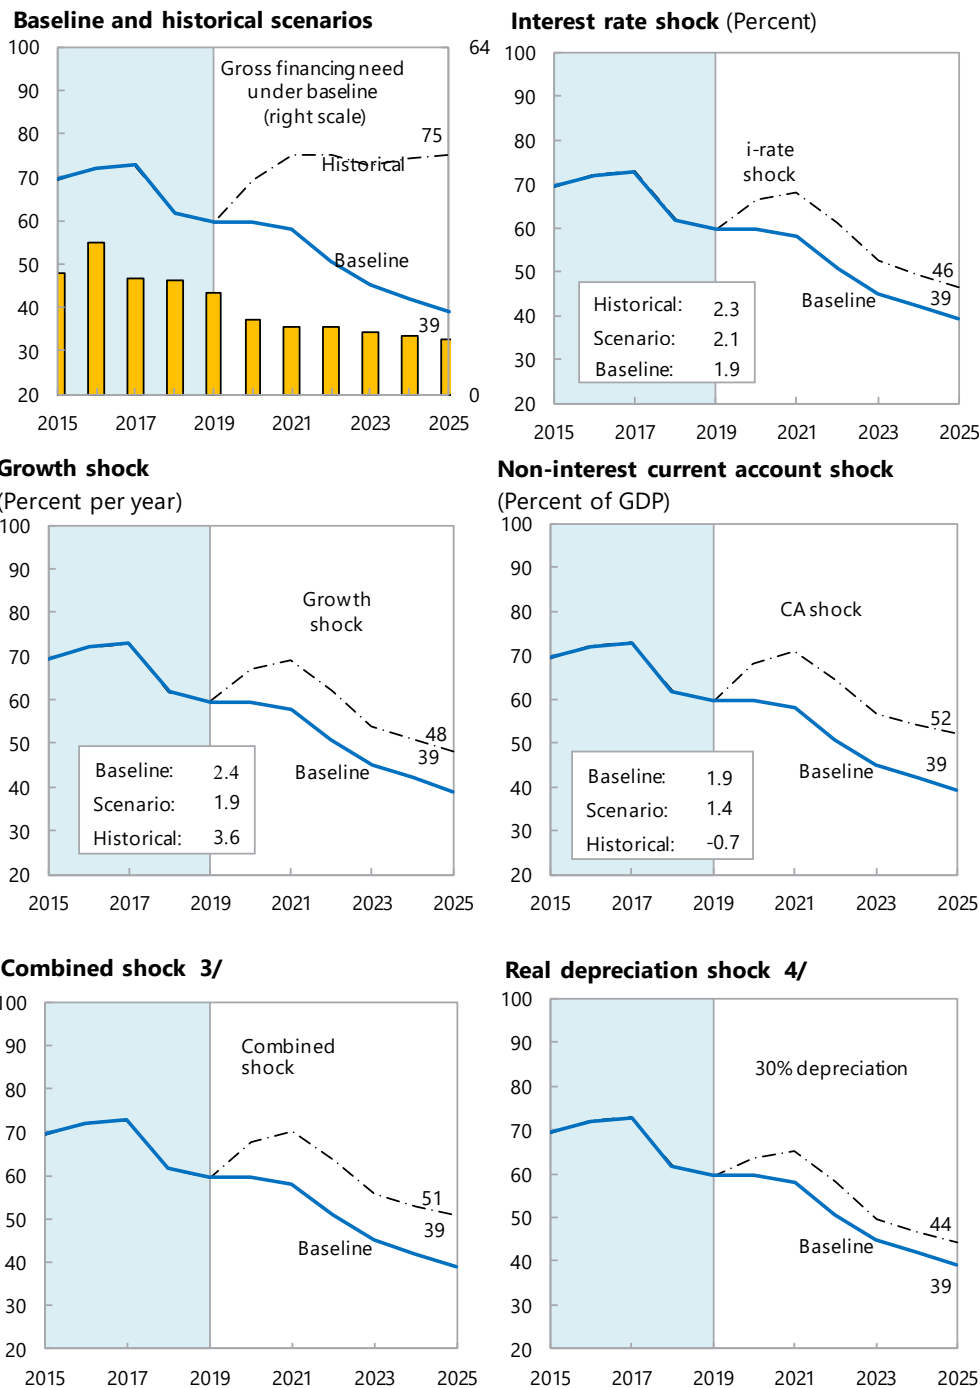 Baseline and historical scenarios
100
90
80
70
60
50
40
30
20
64
0
Gross financing need
under baseline
(right scale)
75
Historical
Baseline
39
2015 2017 2019 2021 2023 2025
Interest rate shock (Percent)
100
90
80
70
60
50
40
30
20
i-rate
shock
46
39
Baseline
Historical: 2.3
Scenario: 2.1
Baseline: 1.9
2015 2017 2019 2021 2023 2025
Growth shock
(Percent per year)
100
90
80
70
60
50
40
30
20
Growth
shock
48
39
Baseline
Baseline: 2.4
Scenario: 1.9
Historical: 3.6
2015 2017 2019 2021 2023 2025
Non-interest current account shock
(Percent of GDP)
100
90
80
70
60
50
40
30
20
CA shock
52
39
Baseline
Baseline: 1.9
Scenario: 1.4
Historical: -0.7
2015 2017 2019 2021 2023 2025
Combined shock 3/
100
90
80
70
60
50
40
30
20
Combined
shock
51
39
Baseline
2015 2017 2019 2021 2023 2025
Real depreciation shock 4/
100
90
80
70
60
50
40
30
20
30% depreciation
44
Baseline
39
2015 2017 2019 2021 2023 2025